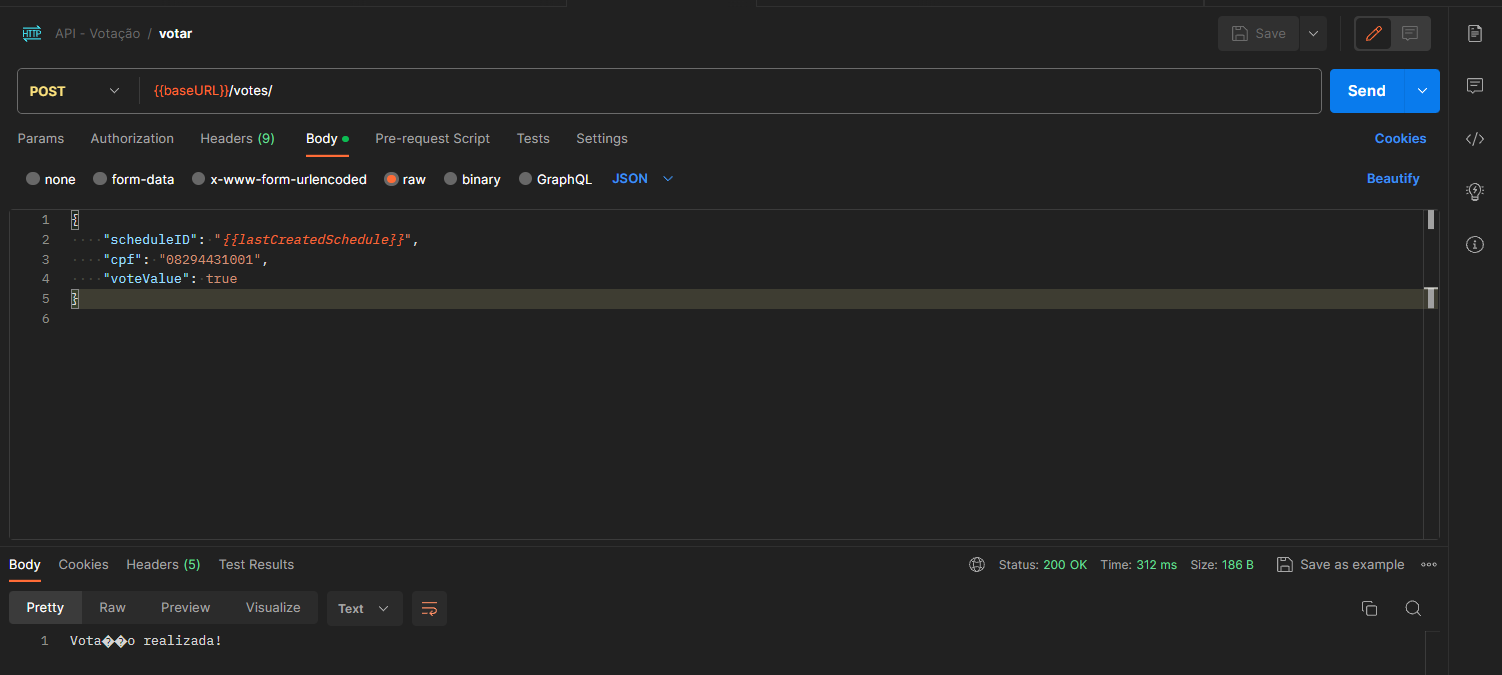 HTTP API - Votação / votar Save
POST {{baseURL}}/votes/ Send
Params Authorization Headers (9) Body Pre-request Script Tests Settings Cookies
none form-data x-www-form-urlencoded raw binary GraphQL JSON Beautify
1 {
2 "scheduleID": "{{lastCreatedSchedule}}",
3 "cpf": "08294431001",
4 "voteValue": true
5 }
6
Body Cookies Headers (5) Test Results Status: 200 OK Time: 312 ms Size: 186 B Save as example
Pretty Raw Preview Visualize Text
1 Vota��o realizada!